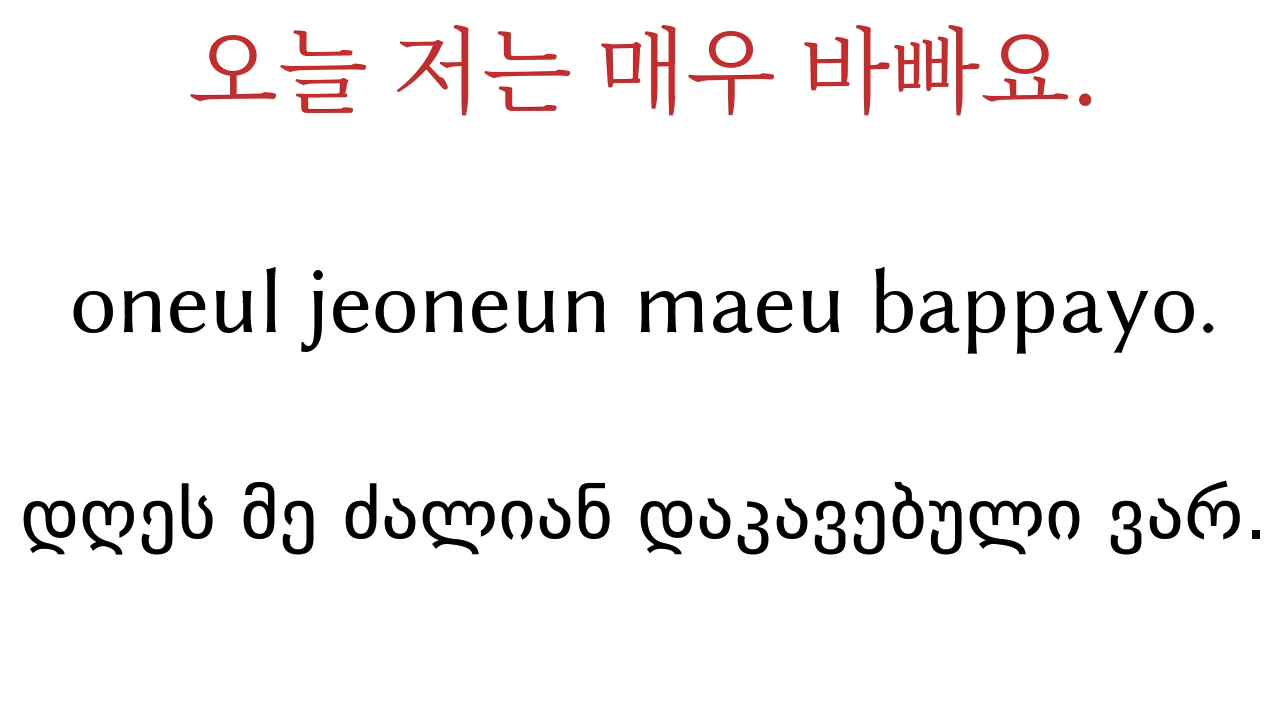 오늘 저는 매우 바빠요.
oneul jeoneun maeu bappayo.
დღეს მე ძალიან დაკავებული ვარ.